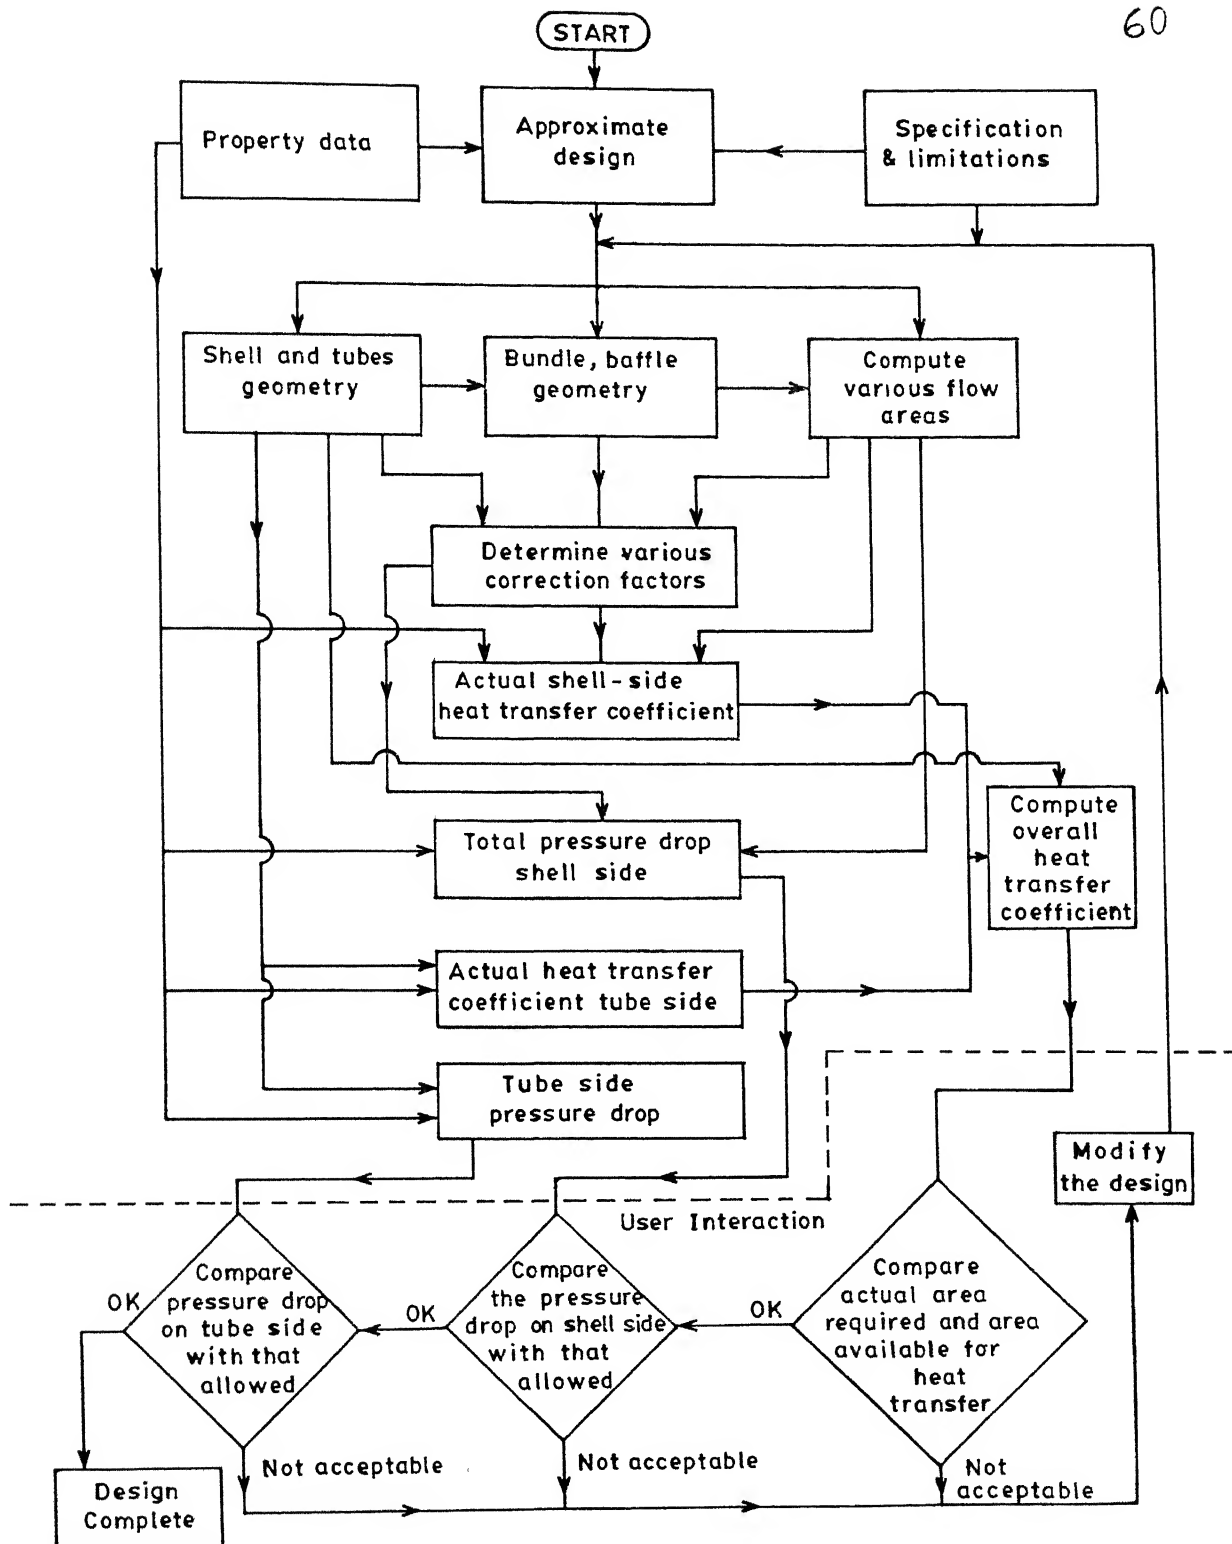 60
START
Property data
Approximate
design
Specification
& limitations
Shell and tubes
geometry
Bundle, baffle
geometry
Compute
various flow
areas
Determine various
correction factors
Actual shell-side
heat transfer coefficient
Compute
overall
heat
transfer
coefficient
Total pressure drop
shell side
Actual heat transfer
coefficient tube side
Tube side
pressure drop
Modify
the design
User Interaction
Compare
pressure drop
on tube side
with that
allowed
OK
Compare
the pressure
drop on shell side
with that
allowed
OK
Compare
actual area
required and area
available for
heat
transfer
OK
Not acceptable
Not acceptable
Not
acceptable
Design
Complete